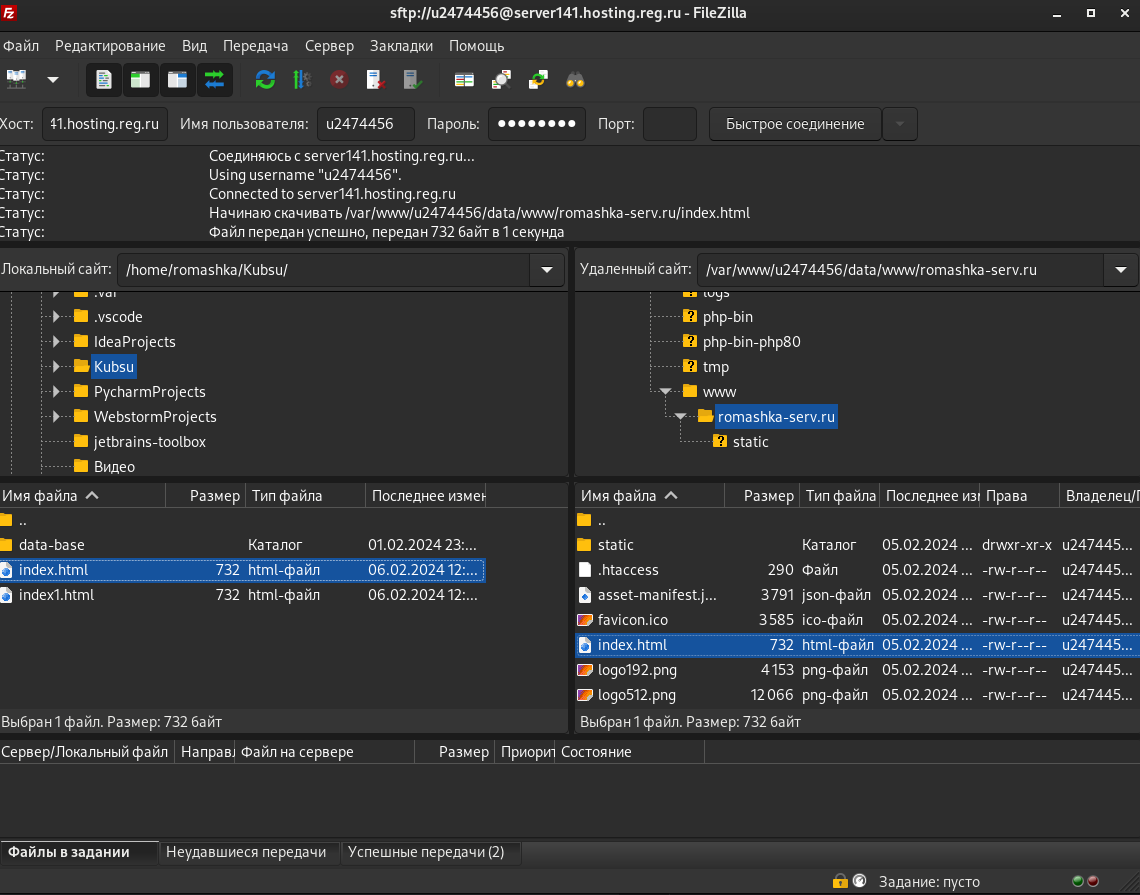 sftp://u2474456@server141.hosting.reg.ru - FileZilla
Файл Редактирование Вид Передача Сервер Закладки Помощь
Хост: 41.hosting.reg.ru Имя пользователя: u2474456 Пароль: ●●●●●●●● Порт: Быстрое соединение
Статус: Соединяюсь с server141.hosting.reg.ru...
Статус: Using username "u2474456".
Статус: Connected to server141.hosting.reg.ru
Статус: Начинаю скачивать /var/www/u2474456/data/www/romashka-serv.ru/index.html
Статус: Файл передан успешно, передан 732 байт в 1 секунда
Локальный сайт: /home/romashka/Kubsu/
.var
.vscode
IdeaProjects
Kubsu
PycharmProjects
WebstormProjects
jetbrains-toolbox
Видео
Удаленный сайт: /var/www/u2474456/data/www/romashka-serv.ru
logs
php-bin
php-bin-php80
tmp
www
romashka-serv.ru
static
Имя файла Размер Тип файла Последнее измен
..
data-base Каталог 01.02.2024 23:...
index.html 732 html-файл 06.02.2024 12:...
index1.html 732 html-файл 06.02.2024 12:...
Выбран 1 файл. Размер: 732 байт
Имя файла Размер Тип файла Последнее изм Права Владелец/Г
..
static Каталог 05.02.2024 ... drwxr-xr-x u247445...
.htaccess 290 Файл 05.02.2024 ... -rw-r--r-- u247445...
asset-manifest.j... 3 791 json-файл 05.02.2024 ... -rw-r--r-- u247445...
favicon.ico 3 585 ico-файл 05.02.2024 ... -rw-r--r-- u247445...
index.html 732 html-файл 05.02.2024 ... -rw-r--r-- u247445...
logo192.png 4 153 png-файл 05.02.2024 ... -rw-r--r-- u247445...
logo512.png 12 066 png-файл 05.02.2024 ... -rw-r--r-- u247445...
Выбран 1 файл. Размер: 732 байт
Сервер/Локальный файл Направл Файл на сервере Размер Приорит Состояние
Файлы в задании Неудавшиеся передачи Успешные передачи (2)
Задание: пусто